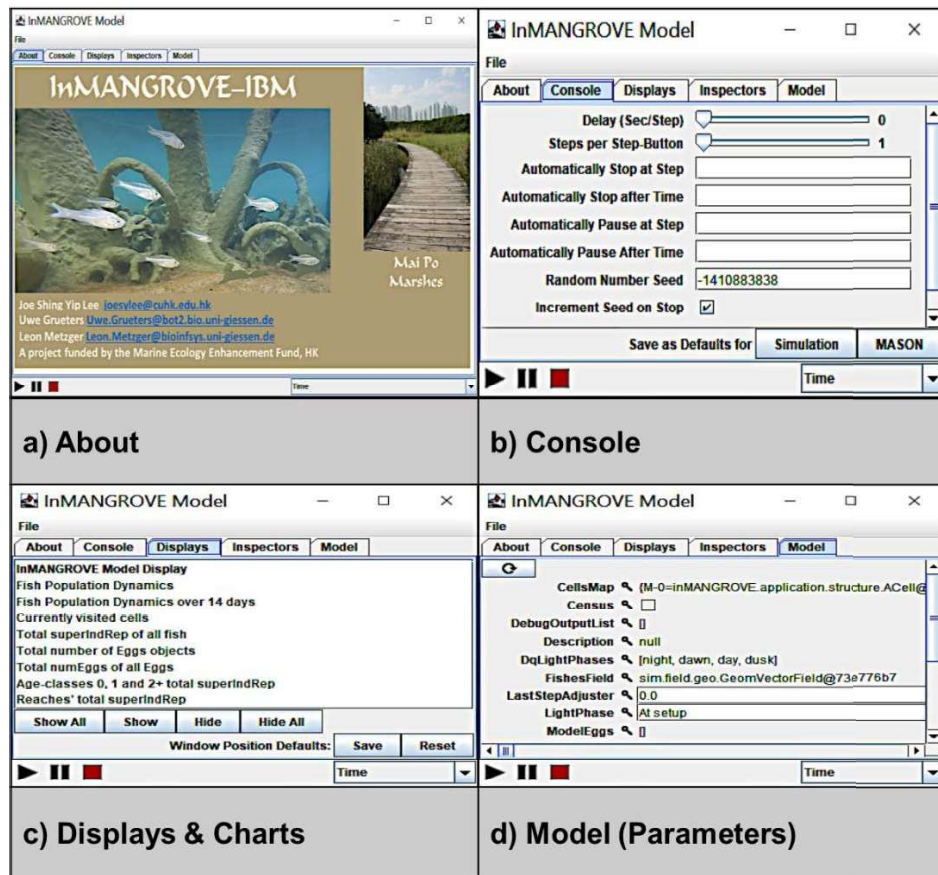 InMANGROVE Model
File
About Console Displays Inspectors Model
InMANGROVE-IBM
Mai Po
Marshes
Joe Shing Yip Lee joesylee@cuhk.edu.hk
Uwe Grueters Uwe.Grueters@bot2.bio.uni-giessen.de
Leon Metzger Leon.Metzger@bioinfsys.uni-giessen.de
A project funded by the Marine Ecology Enhancement Fund, HK
Time
a) About
InMANGROVE Model
File
About Console Displays Inspectors Model
Delay (Sec/Step) 0
Steps per Step-Button 1
Automatically Stop at Step
Automatically Stop after Time
Automatically Pause at Step
Automatically Pause After Time
Random Number Seed -1410883838
Increment Seed on Stop
Save as Defaults for Simulation MASON
Time
b) Console
InMANGROVE Model
File
About Console Displays Inspectors Model
InMANGROVE Model Display
Fish Population Dynamics
Fish Population Dynamics over 14 days
Currently visited cells
Total superIndRep of all fish
Total number of Eggs objects
Total numEggs of all Eggs
Age-classes 0, 1 and 2+ total superIndRep
Reaches' total superIndRep
Show All Show Hide Hide All
Window Position Defaults: Save Reset
Time
c) Displays & Charts
InMANGROVE Model
File
About Console Displays Inspectors Model
CellsMap {M-0=inMANGROVE.application.structure.ACell@
Census
DebugOutputList []
Description null
DqLightPhases [night, dawn, day, dusk]
FishesField sim.field.geo.GeomVectorField@73e776b7
LastStepAdjuster 0.0
LightPhase At setup
ModelEggs []
Time
d) Model (Parameters)